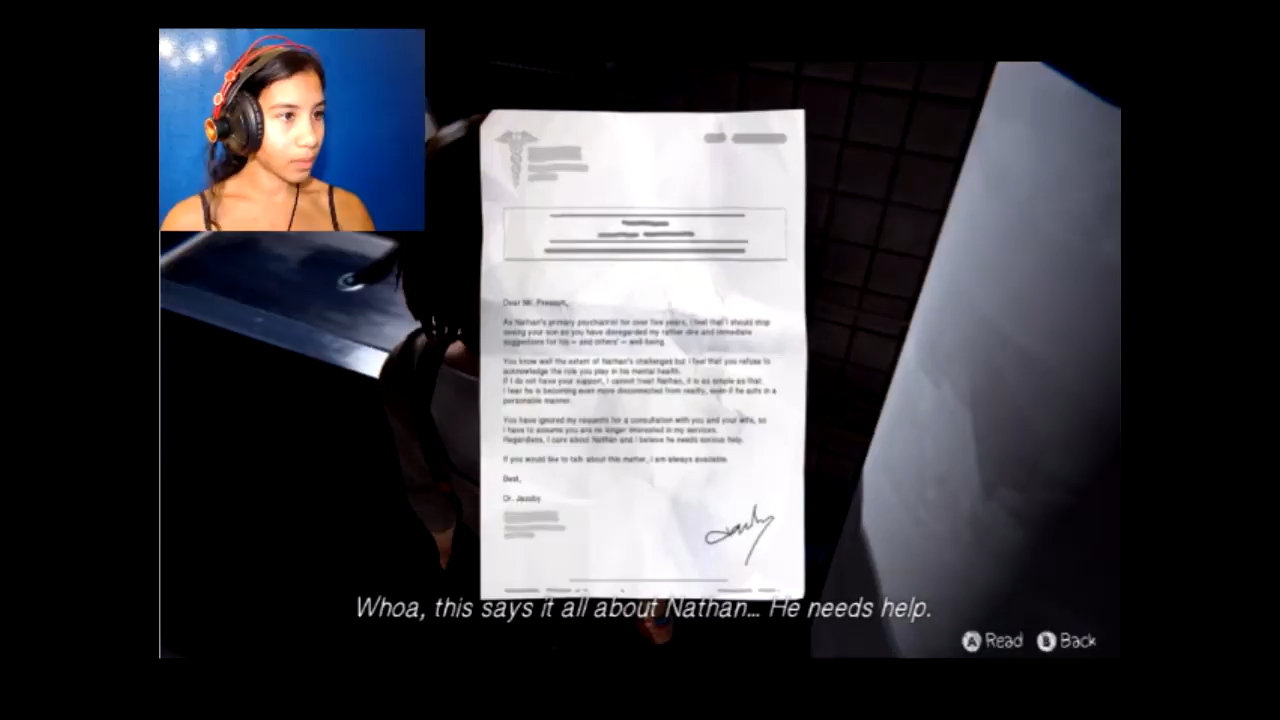 Dear Mr. Prescott,
As Nathan's primary psychiatrist for over five years, I feel that I should stop
seeing your son as you have disregarded my rather dire and immediate
suggestions for his – and others' – well-being.
You know well the extent of Nathan's challenges but I feel that you refuse to
acknowledge the role you play in his mental health.
If I do not have your support, I cannot treat Nathan, it is as simple as that.
I fear he is becoming even more disconnected from reality, even if he acts in a
personable manner.
You have ignored my requests for a consultation with you and your wife, so
I have to assume you are no longer interested in my services.
Regardless, I care about Nathan and I believe he needs serious help.
If you would like to talk about this matter, I am always available.
Best,
Dr. Jacoby
Whoa, this says it all about Nathan... He needs help.
A Read B Back